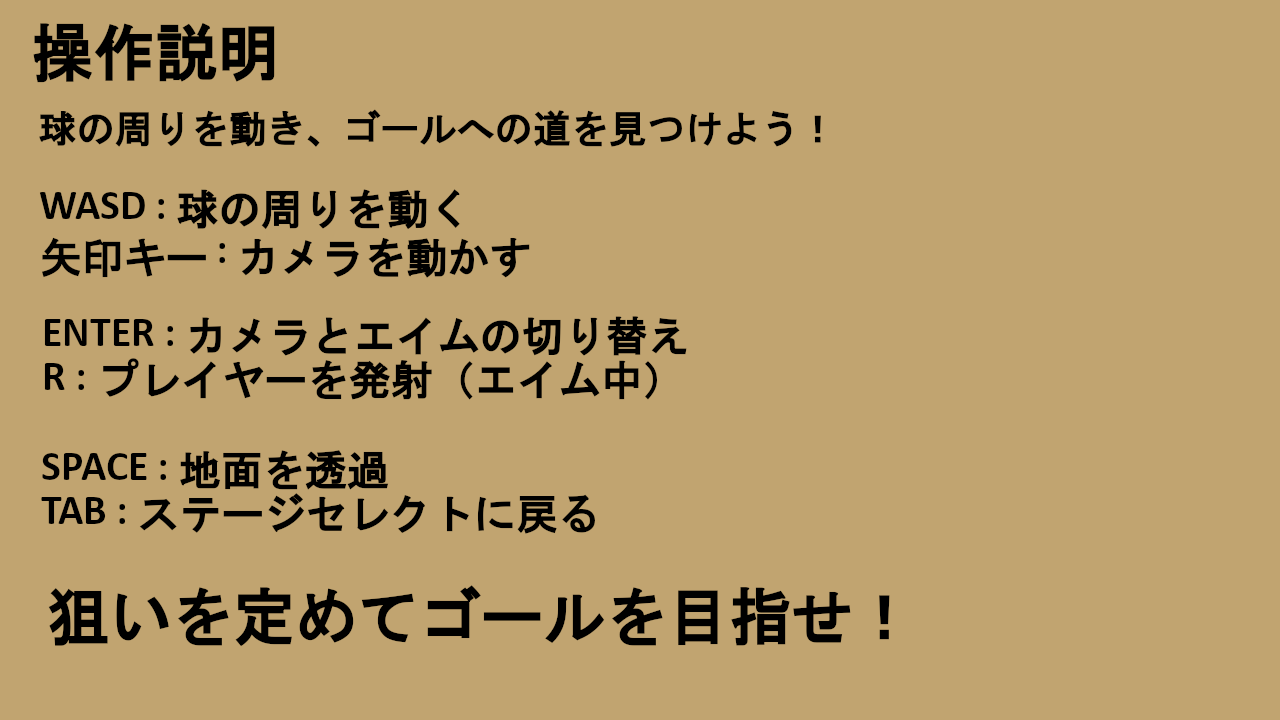 操作説明
球の周りを動き、ゴールへの道を見つけよう！
WASD : 球の周りを動く
矢印キー : カメラを動かす
ENTER : カメラとエイムの切り替え
R : プレイヤーを発射（エイム中）
SPACE : 地面を透過
TAB : ステージセレクトに戻る
狙いを定めてゴールを目指せ！